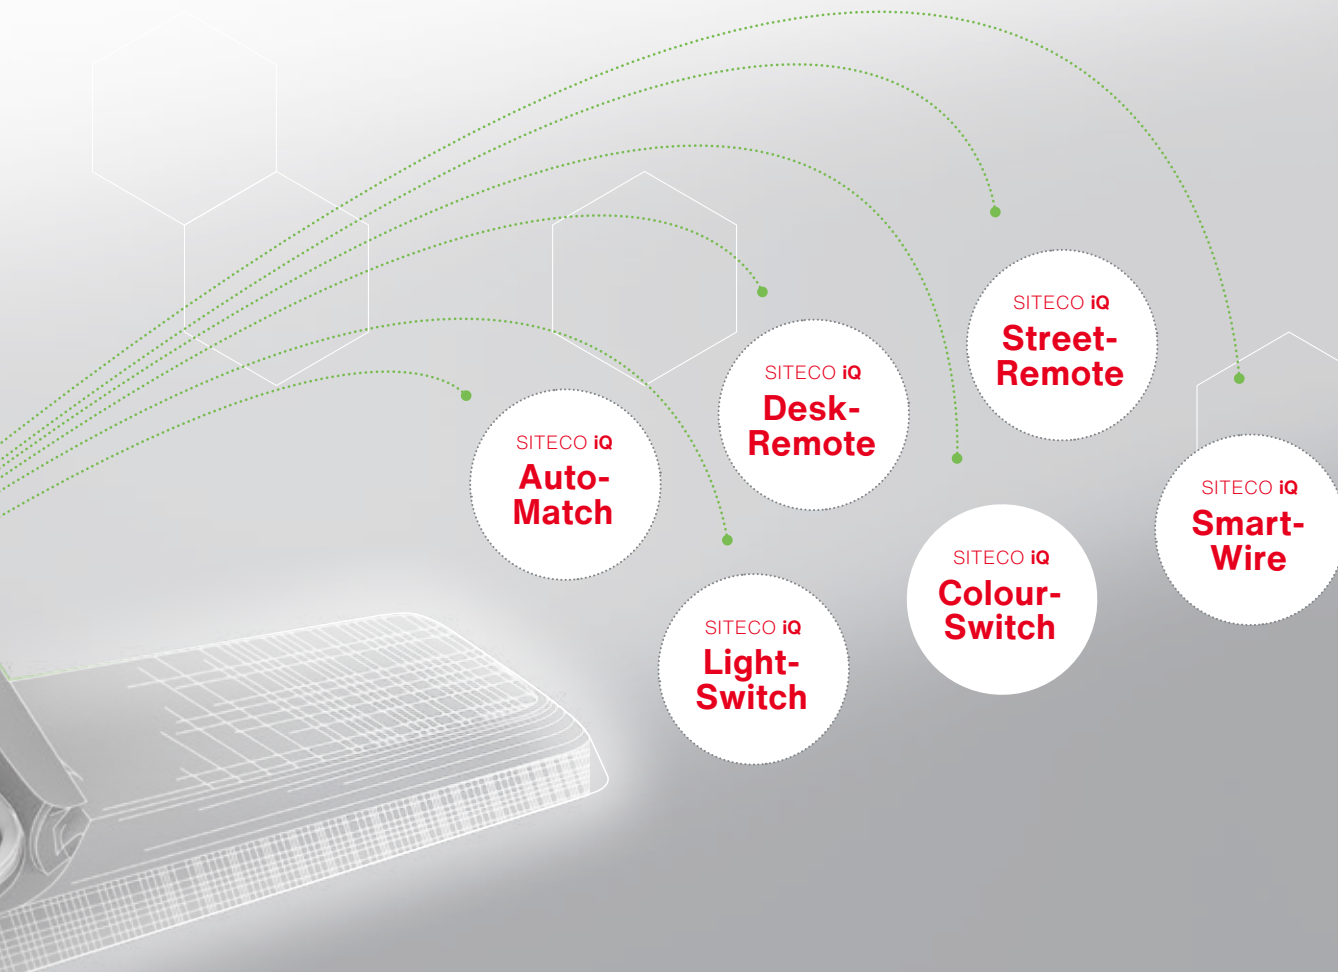 SITECO iQ
Street-
Remote
SITECO iQ
Desk-
Remote
SITECO iQ
Auto-
Match
SITECO iQ
Smart-
Wire
SITECO iQ
Colour-
Switch
SITECO iQ
Light-
Switch